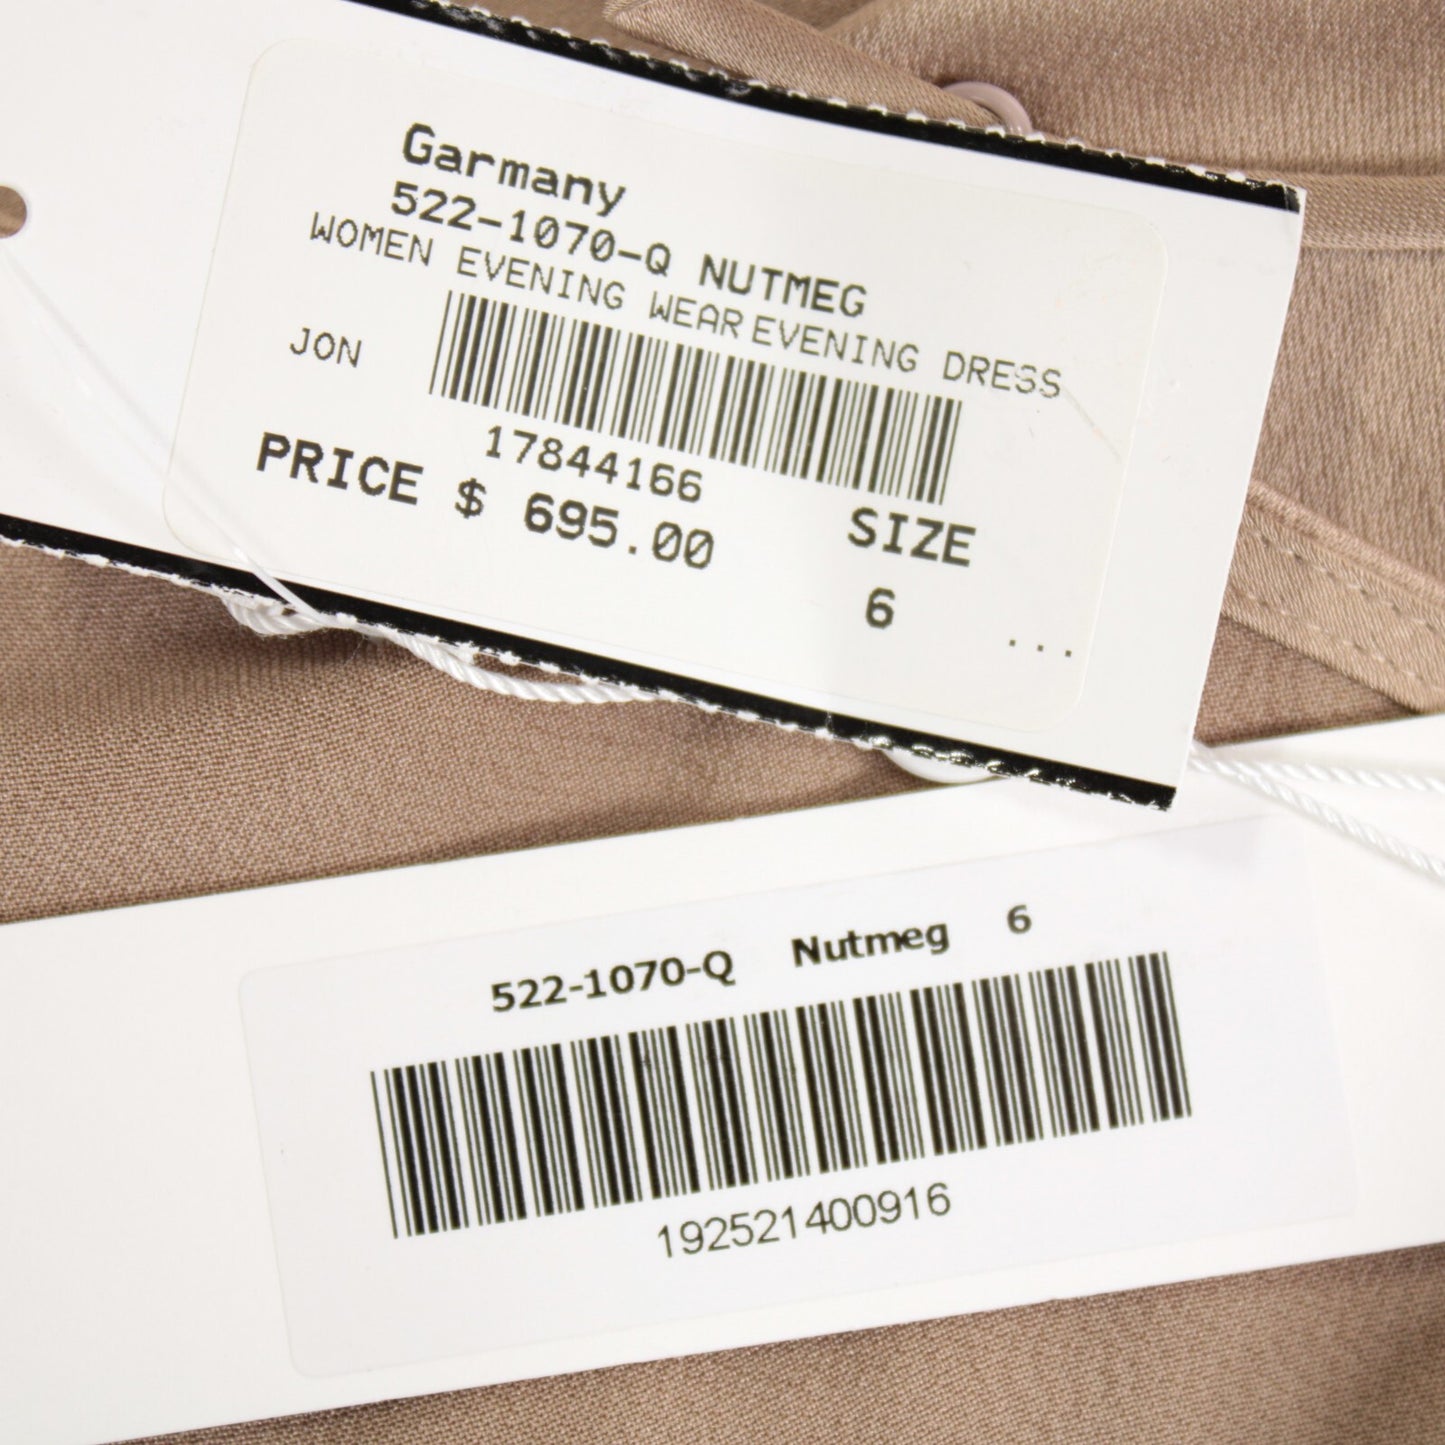 Garmany
522-1070-Q NUTMEG
WOMEN EVENING WEAR EVENING DRESS
JON
17844166
PRICE $ 695.00
SIZE
6
...
522-1070-Q Nutmeg 6
192521400916